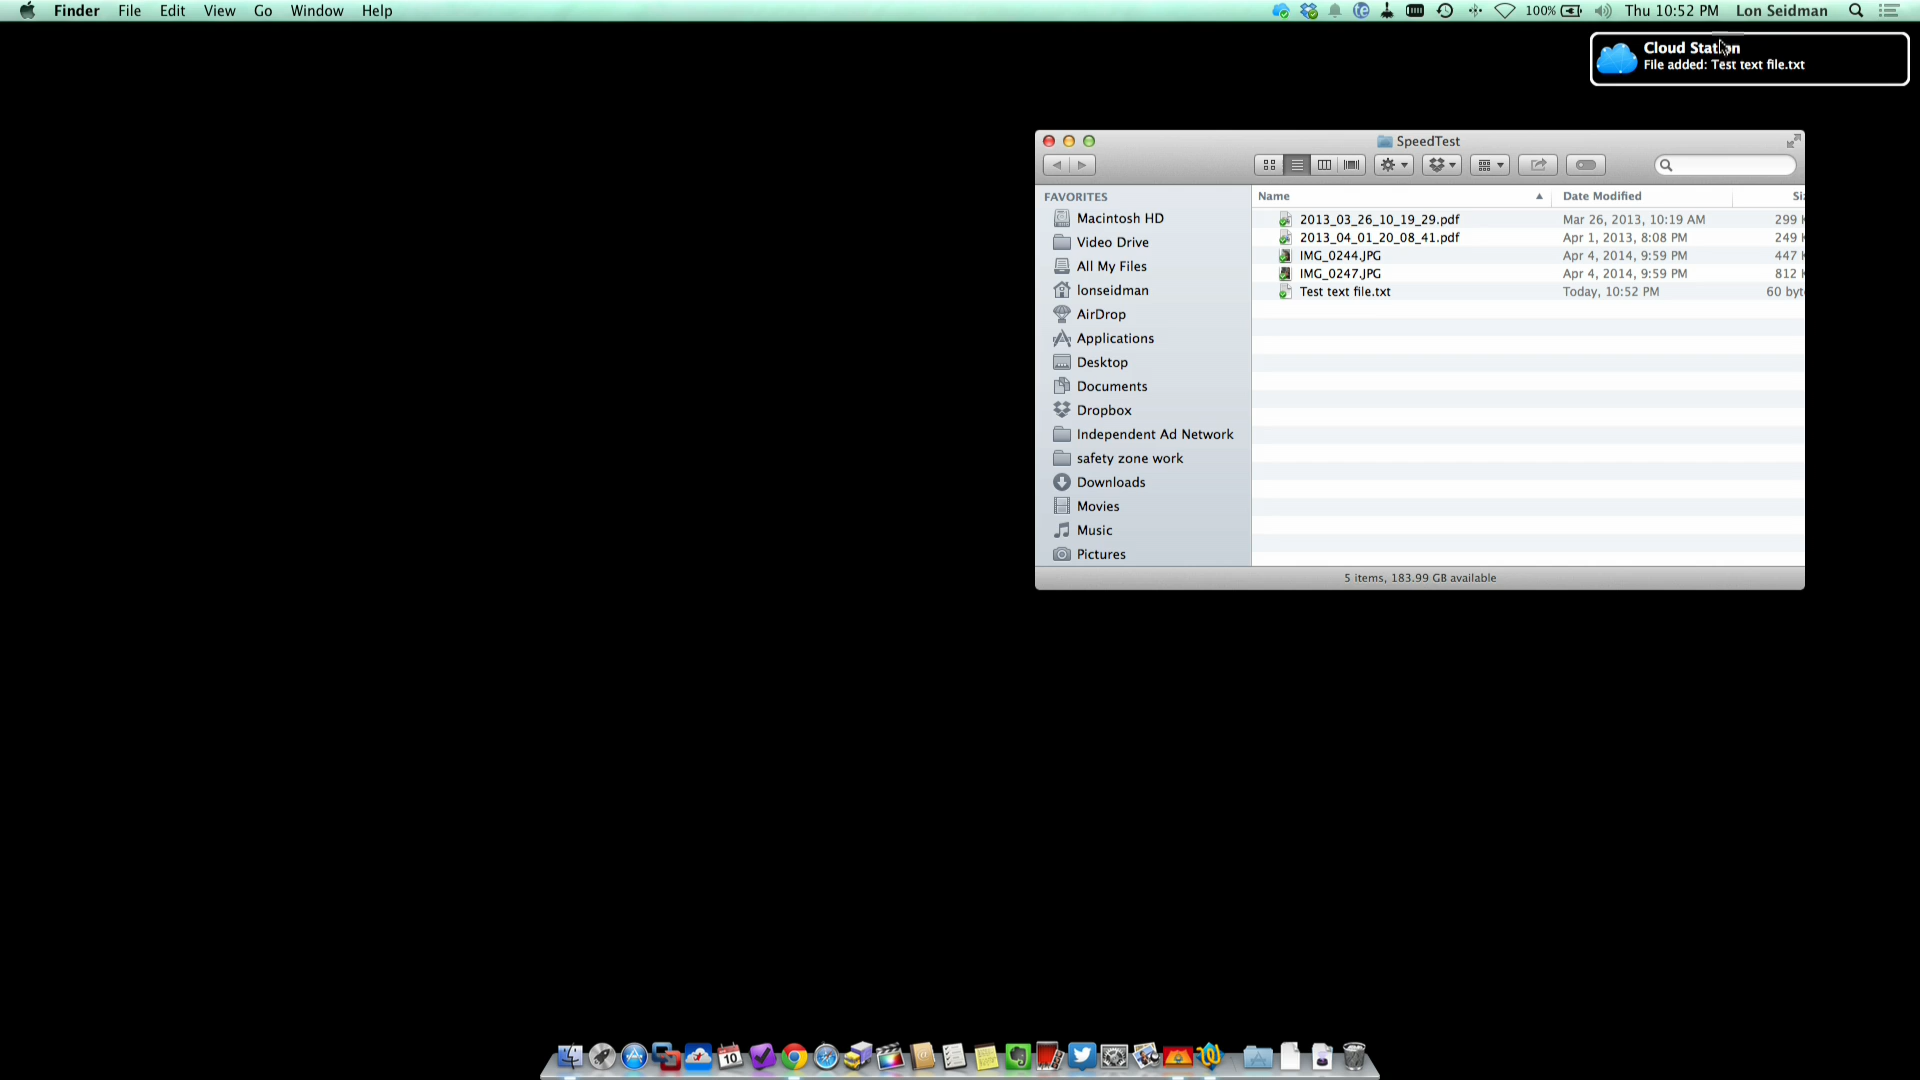 Finder File Edit View Go Window Help 100% Thu 10:52 PM Lon Seidman
Cloud Station
File added: Test text file.txt
SpeedTest
FAVORITES
Macintosh HD
Video Drive
All My Files
lonseidman
AirDrop
Applications
Desktop
Documents
Dropbox
Independent Ad Network
safety zone work
Downloads
Movies
Music
Pictures
Name Date Modified
2013_03_26_10_19_29.pdf Mar 26, 2013, 10:19 AM 299
2013_04_01_20_08_41.pdf Apr 1, 2013, 8:08 PM 249
IMG_0244.JPG Apr 4, 2014, 9:59 PM 447
IMG_0247.JPG Apr 4, 2014, 9:59 PM 812
Test text file.txt Today, 10:52 PM 60 byt
5 items, 183.99 GB available
10